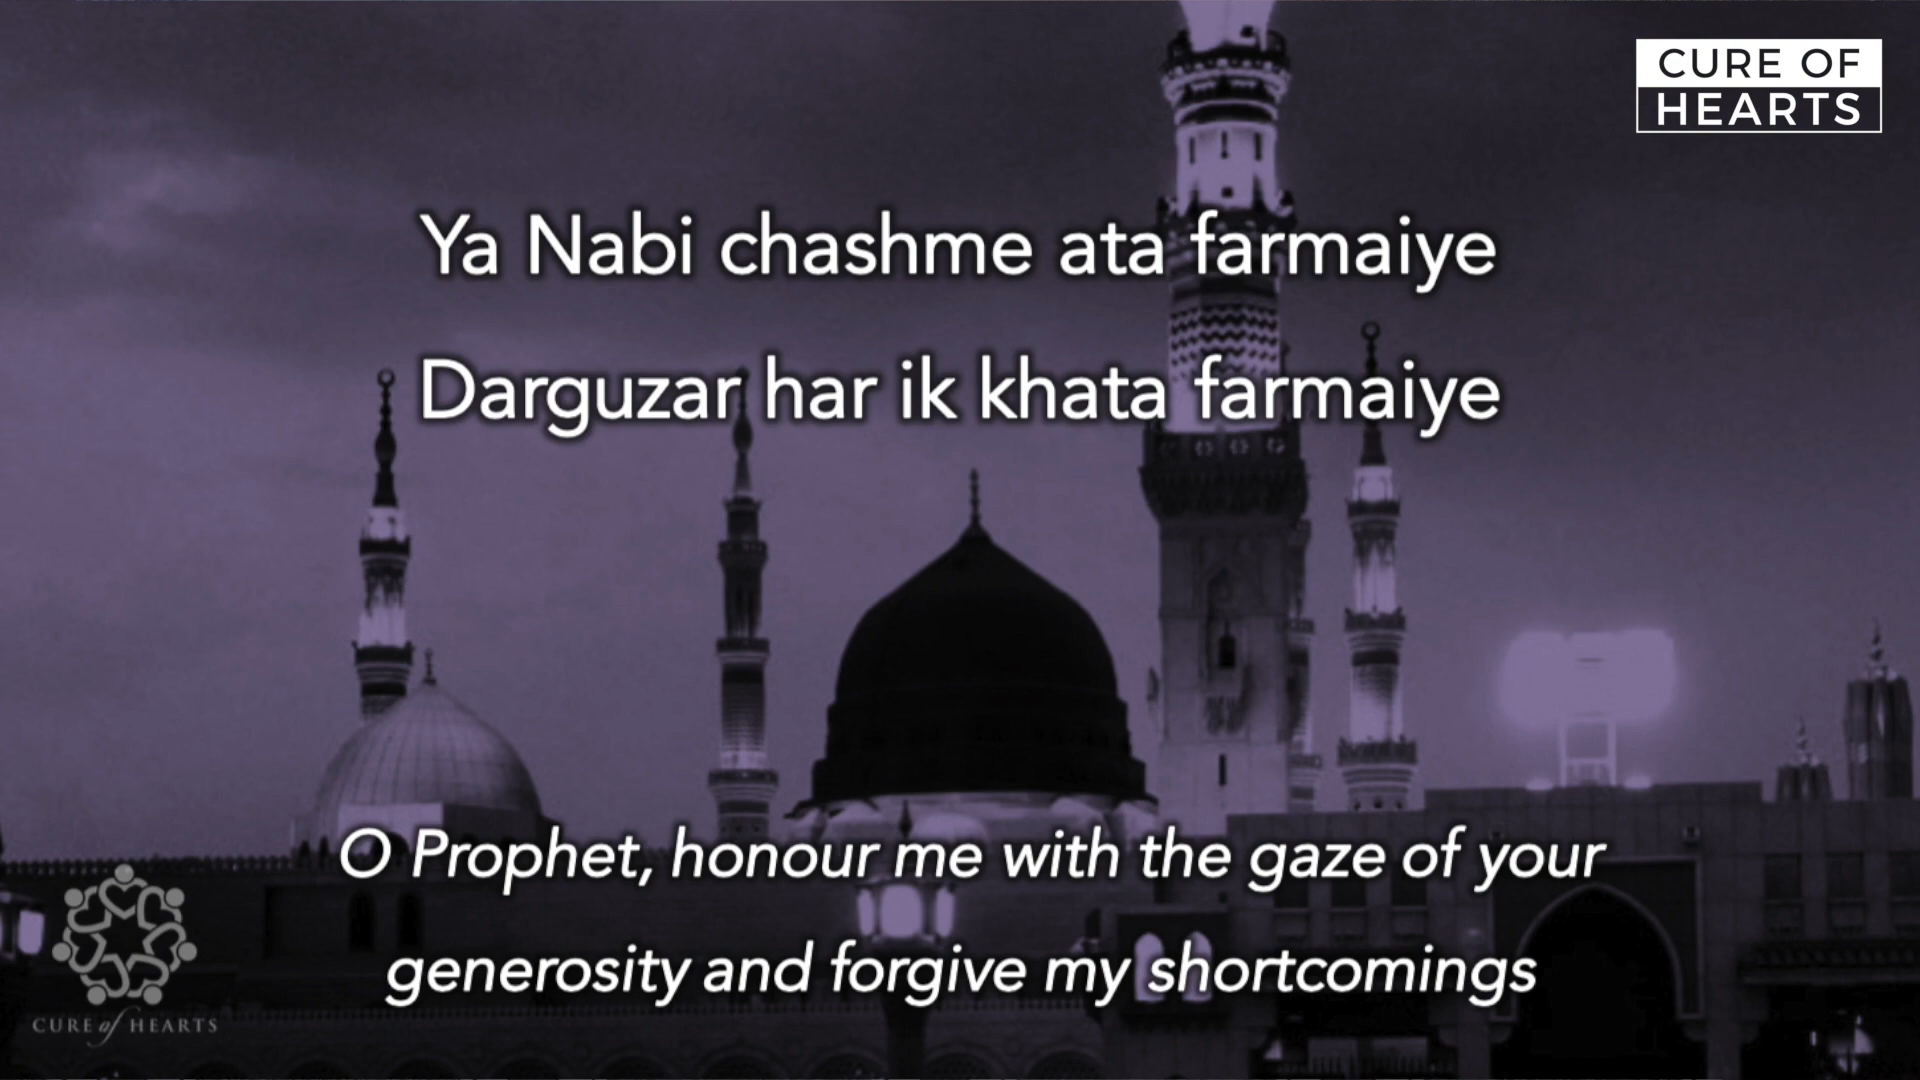 CURE OF
HEARTS
Ya Nabi chashme ata farmaiye
Darguzar har ik khata farmaiye
O Prophet, honour me with the gaze of your
generosity and forgive my shortcomings
CURE of HEARTS